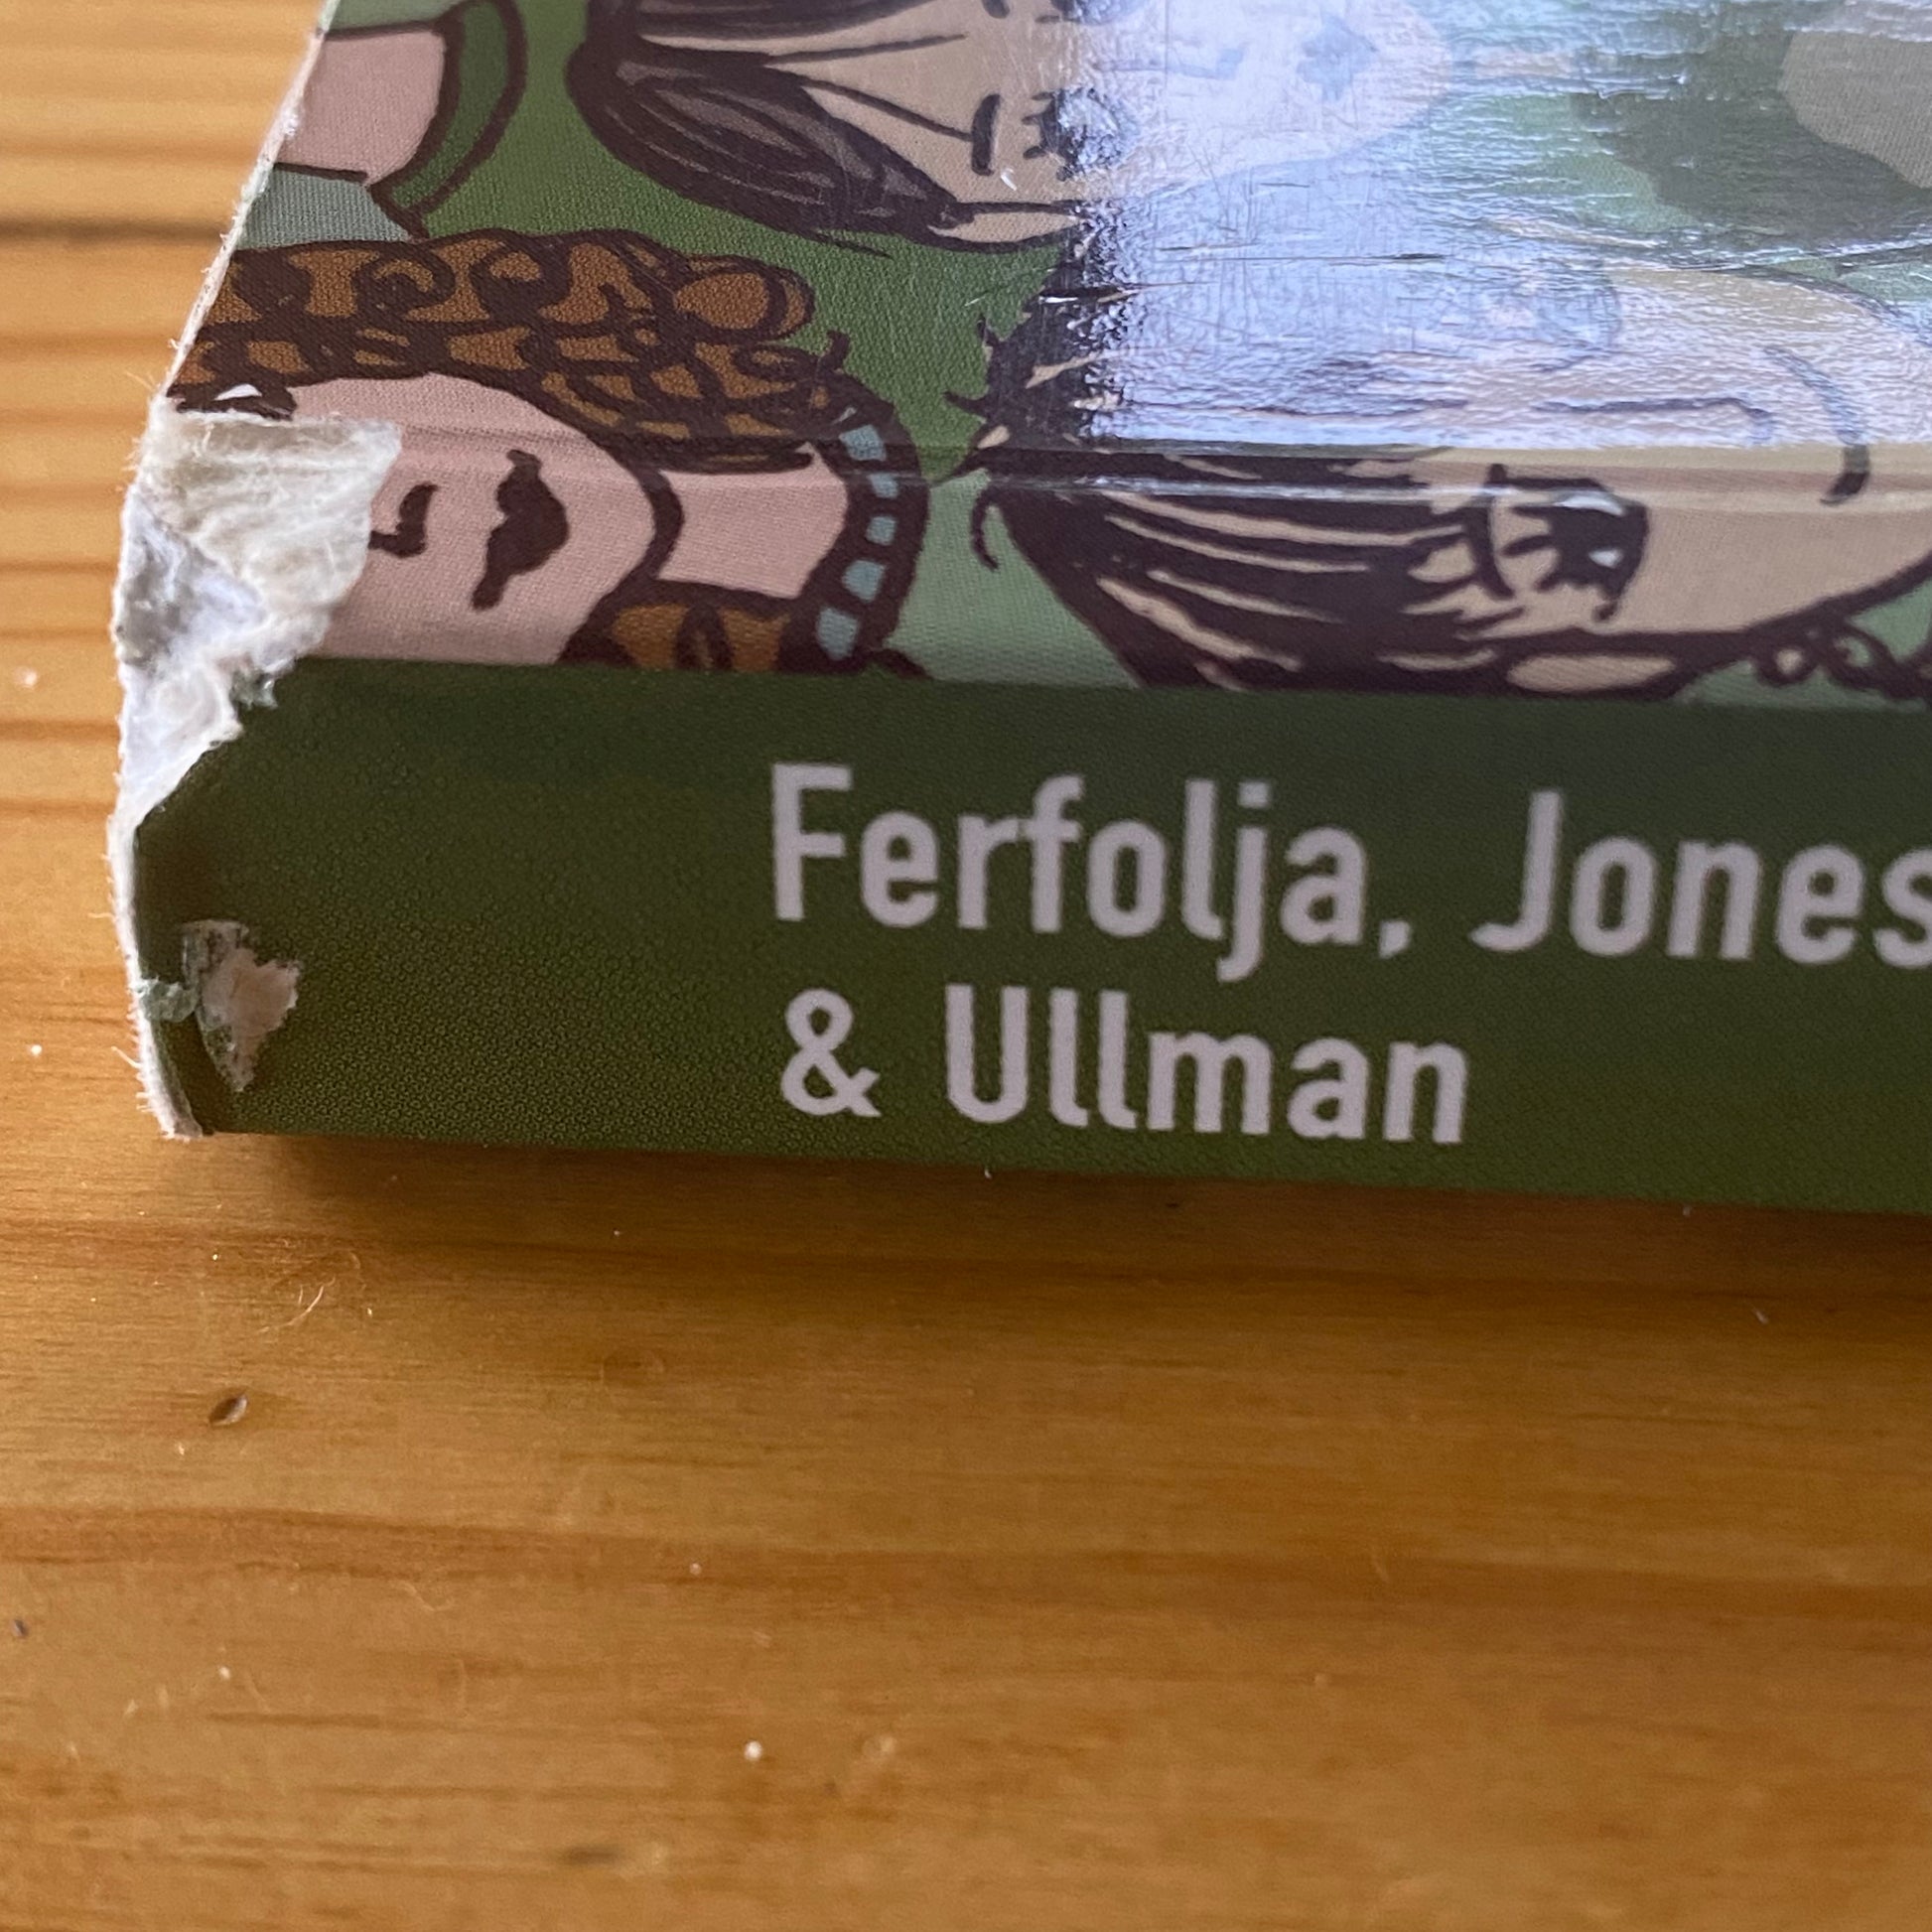 Ferfolja, Jones
& Ullman